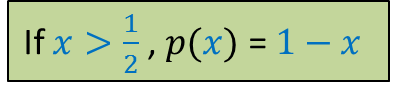 If x > 1/2, p(x) = 1 − x